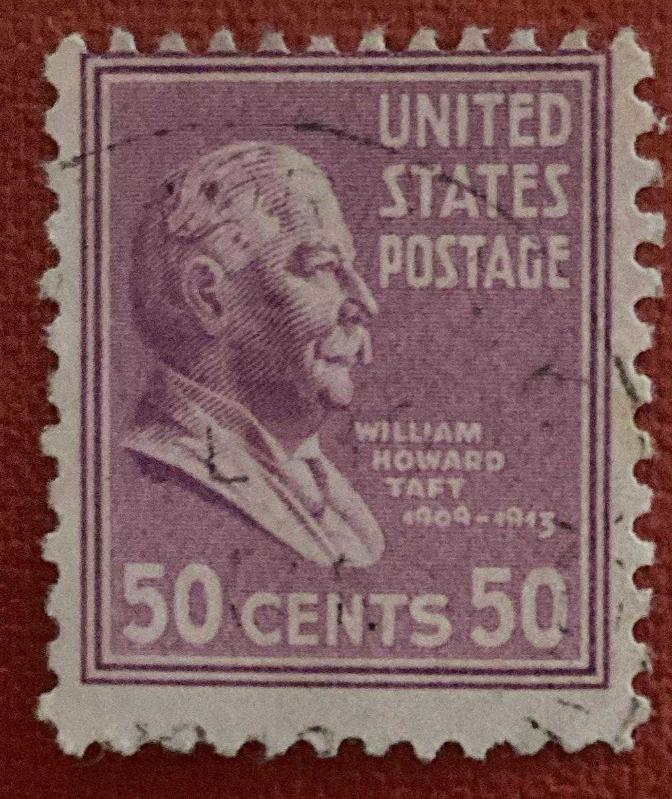 UNITED
STATES
POSTAGE
WILLIAM
HOWARD
TAFT
1909-1913
50 CENTS 50